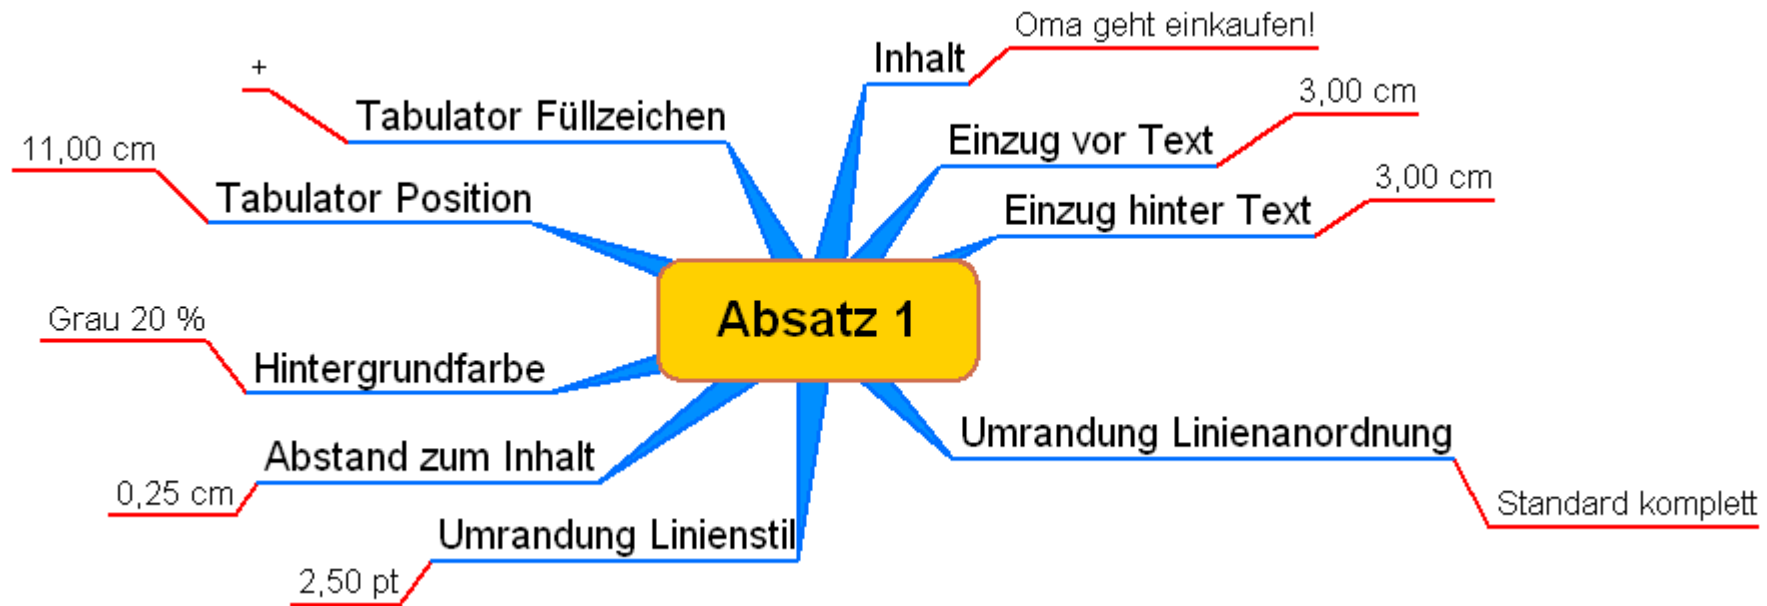 Oma geht einkaufen!
Inhalt
+
3,00 cm
Tabulator Füllzeichen
Einzug vor Text
11,00 cm
3,00 cm
Tabulator Position
Einzug hinter Text
Absatz 1
Grau 20 %
Hintergrundfarbe
Umrandung Linienanordnung
Abstand zum Inhalt
0,25 cm
Standard komplett
Umrandung Linienstil
2,50 pt